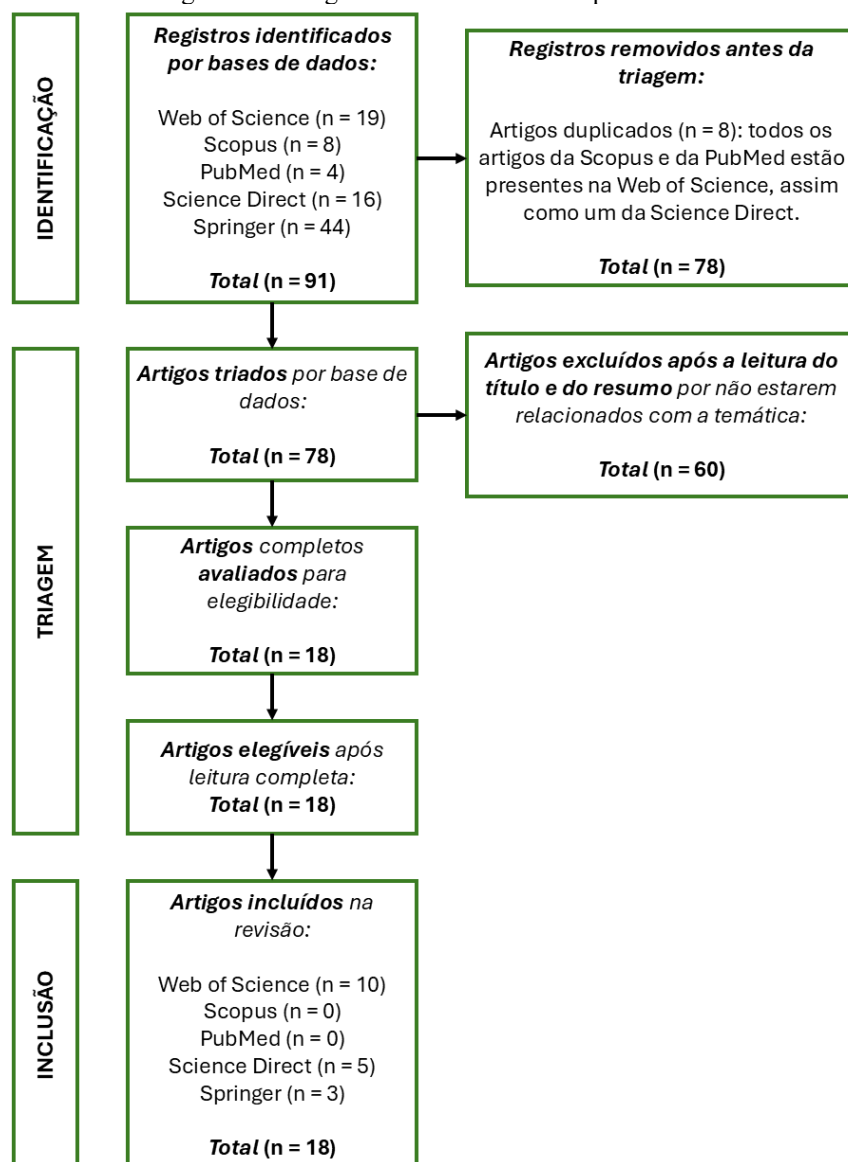 IDENTIFICAÇÃO
Registros identificados
por bases de dados:
Web of Science (n = 19)
Scopus (n = 8)
PubMed (n = 4)
Science Direct (n = 16)
Springer (n = 44)
Total (n = 91)
Registros removidos antes da
triagem:
Artigos duplicados (n = 8): todos os
artigos da Scopus e da PubMed estão
presentes na Web of Science, assim
como um da Science Direct.
Total (n = 78)
TRIAGEM
Artigos triados por base de
dados:
Total (n = 78)
Artigos excluídos após a leitura do
título e do resumo por não estarem
relacionados com a temática:
Total (n = 60)
Artigos completos
avaliados para
elegibilidade:
Total (n = 18)
Artigos elegíveis após
leitura completa:
Total (n = 18)
INCLUSÃO
Artigos incluídos na
revisão:
Web of Science (n = 10)
Scopus (n = 0)
PubMed (n = 0)
Science Direct (n = 5)
Springer (n = 3)
Total (n = 18)